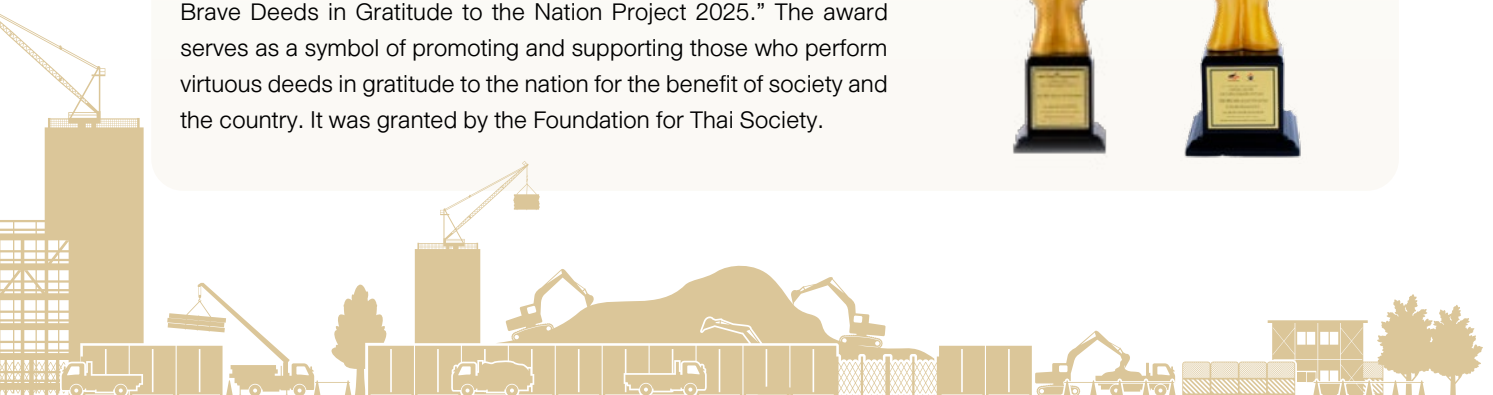 Brave Deeds in Gratitude to the Nation Project 2025.” The award
serves as a symbol of promoting and supporting those who perform
virtuous deeds in gratitude to the nation for the benefit of society and
the country. It was granted by the Foundation for Thai Society.